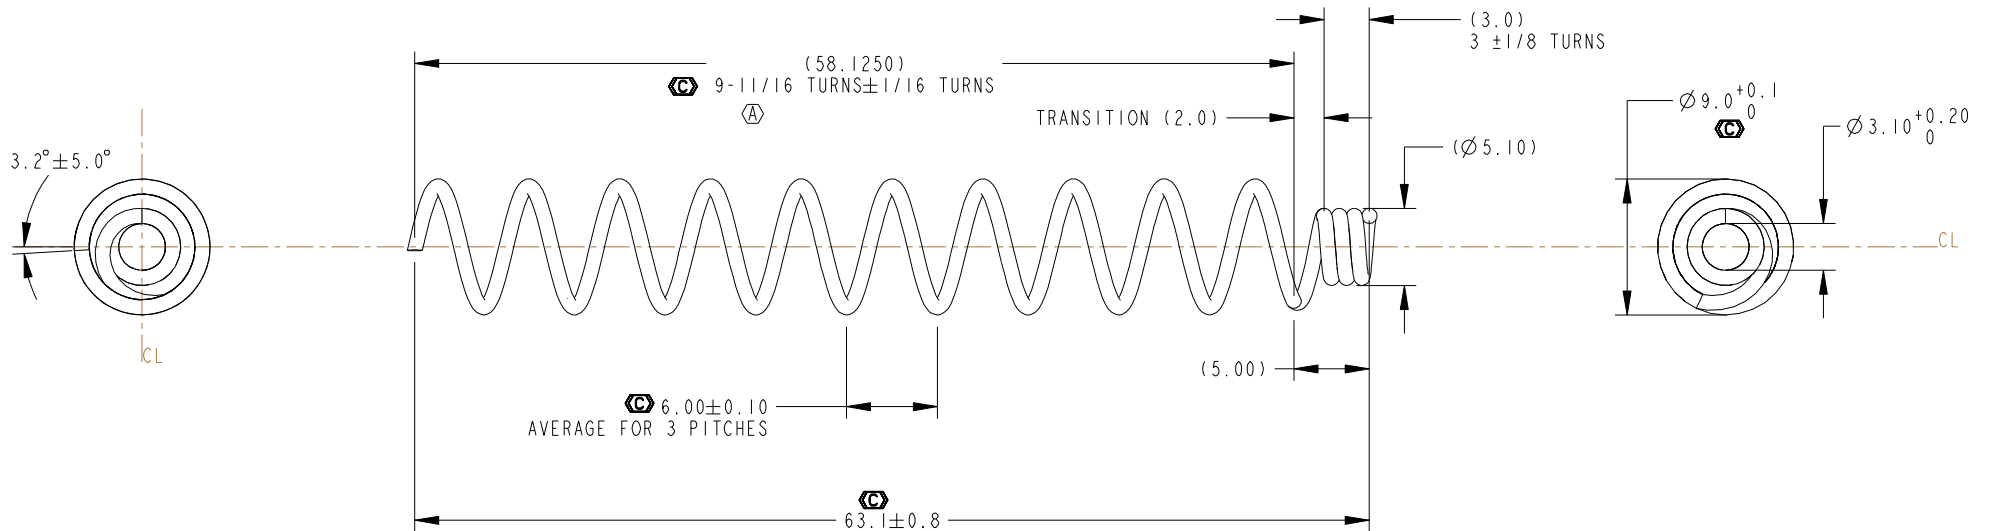 (3.0)
3 ±1/8 TURNS
(58.1250)
C 9-11/16 TURNS±1/16 TURNS
A
TRANSITION (2.0)
Ø9.0 +0.1
0
C
Ø3.10 +0.20
0
3.2°±5.0°
(Ø5.10)
CL
CL
(5.00)
C 6.00±0.10
AVERAGE FOR 3 PITCHES
C
63.1±0.8